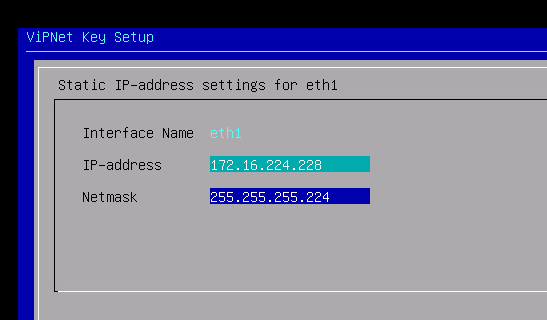 ViPNet Key Setup
Static IP-address settings for eth1
Interface Name eth1
IP-address 172.16.224.228
Netmask 255.255.255.224